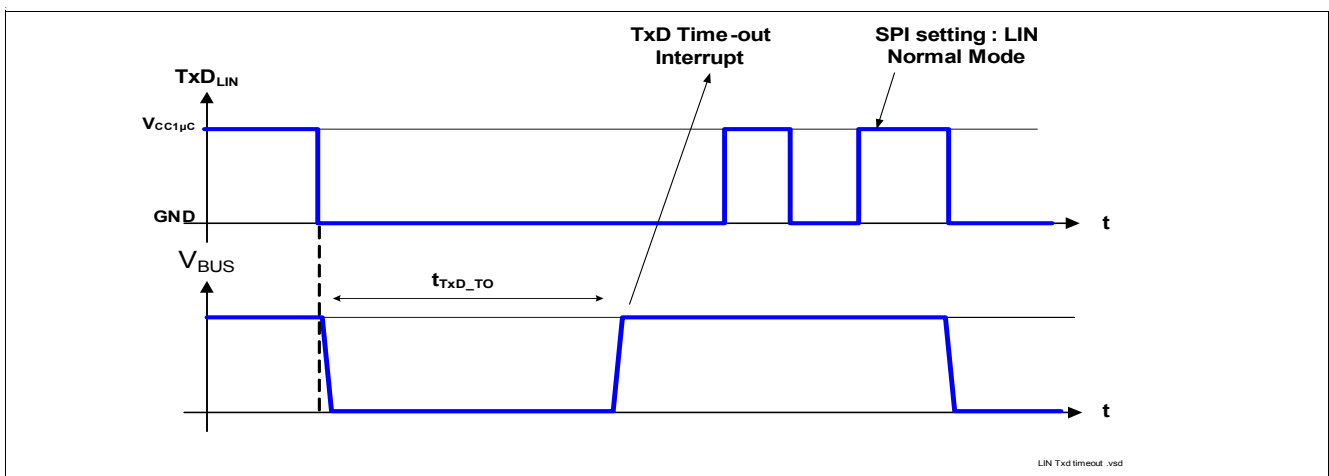 TxD Time-out
Interrupt
SPI setting : LIN
Normal Mode
TxDLIN
VCC1µC
GND
t
VBUS
tTxD_TO
t
LIN Txd timeout .vsd